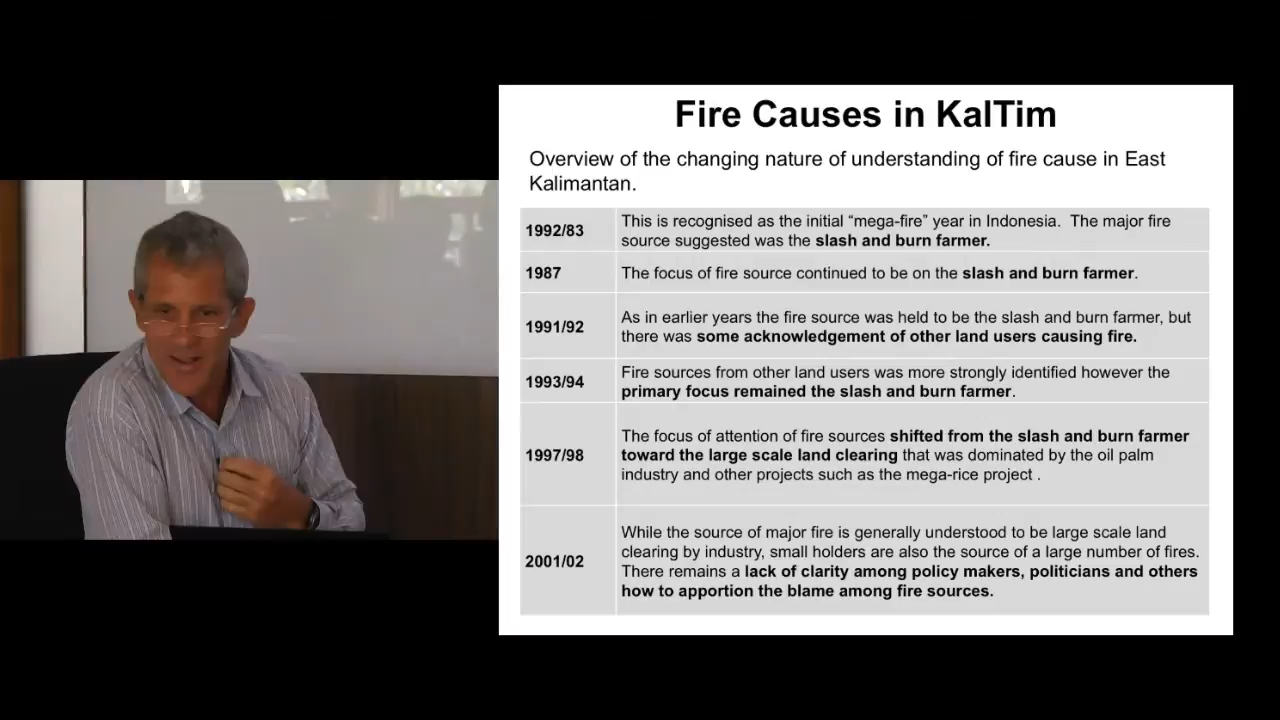 Fire Causes in KalTim
Overview of the changing nature of understanding of fire cause in East
Kalimantan.
1992/83
This is recognised as the initial “mega-fire” year in Indonesia. The major fire
source suggested was the slash and burn farmer.
1987
The focus of fire source continued to be on the slash and burn farmer.
1991/92
As in earlier years the fire source was held to be the slash and burn farmer, but
there was some acknowledgement of other land users causing fire.
1993/94
Fire sources from other land users was more strongly identified however the
primary focus remained the slash and burn farmer.
1997/98
The focus of attention of fire sources shifted from the slash and burn farmer
toward the large scale land clearing that was dominated by the oil palm
industry and other projects such as the mega-rice project .
2001/02
While the source of major fire is generally understood to be large scale land
clearing by industry, small holders are also the source of a large number of fires.
There remains a lack of clarity among policy makers, politicians and others
how to apportion the blame among fire sources.